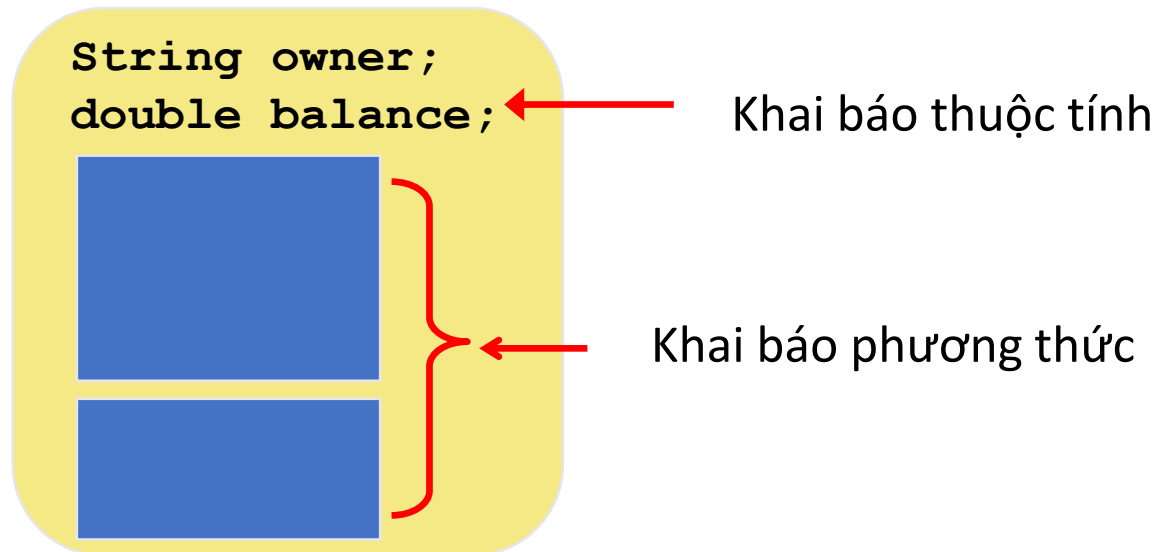 String owner;
double balance;
Khai báo thuộc tính
Khai báo phương thức